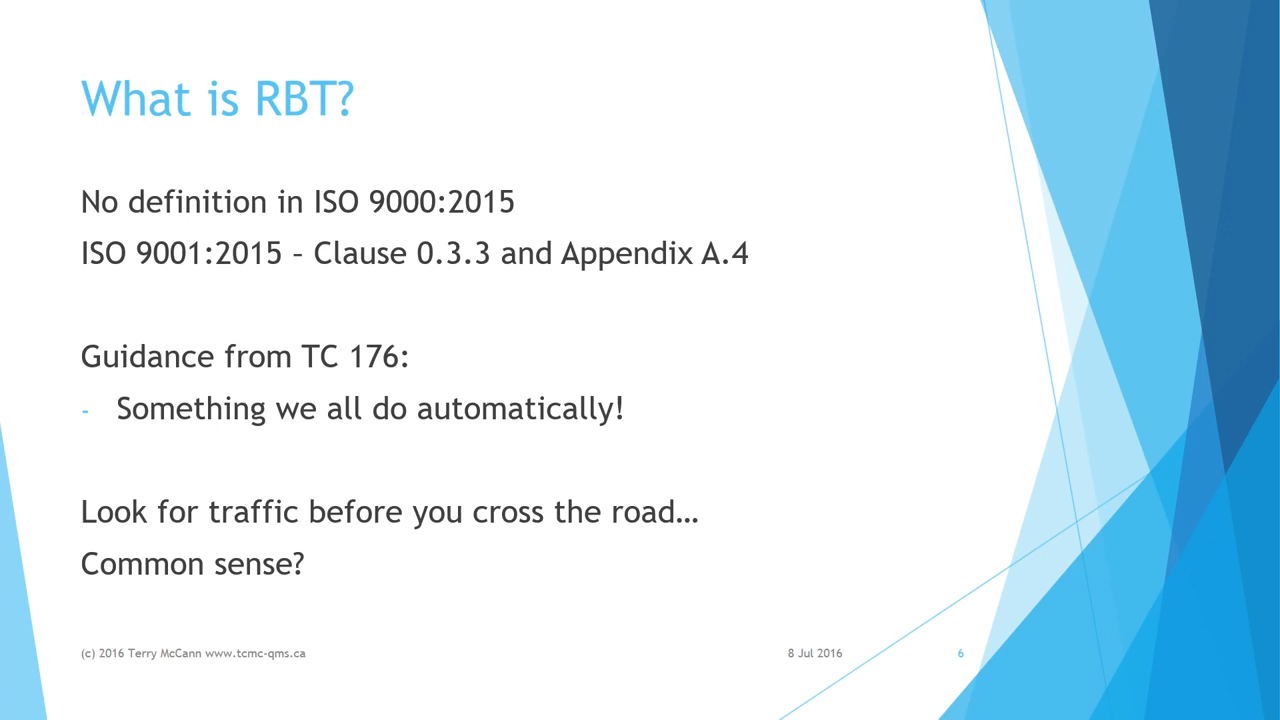 What is RBT?
No definition in ISO 9000:2015
ISO 9001:2015 – Clause 0.3.3 and Appendix A.4
Guidance from TC 176:
- Something we all do automatically!
Look for traffic before you cross the road…
Common sense?
(c) 2016 Terry McCann www.tcmc-qms.ca
8 Jul 2016
6